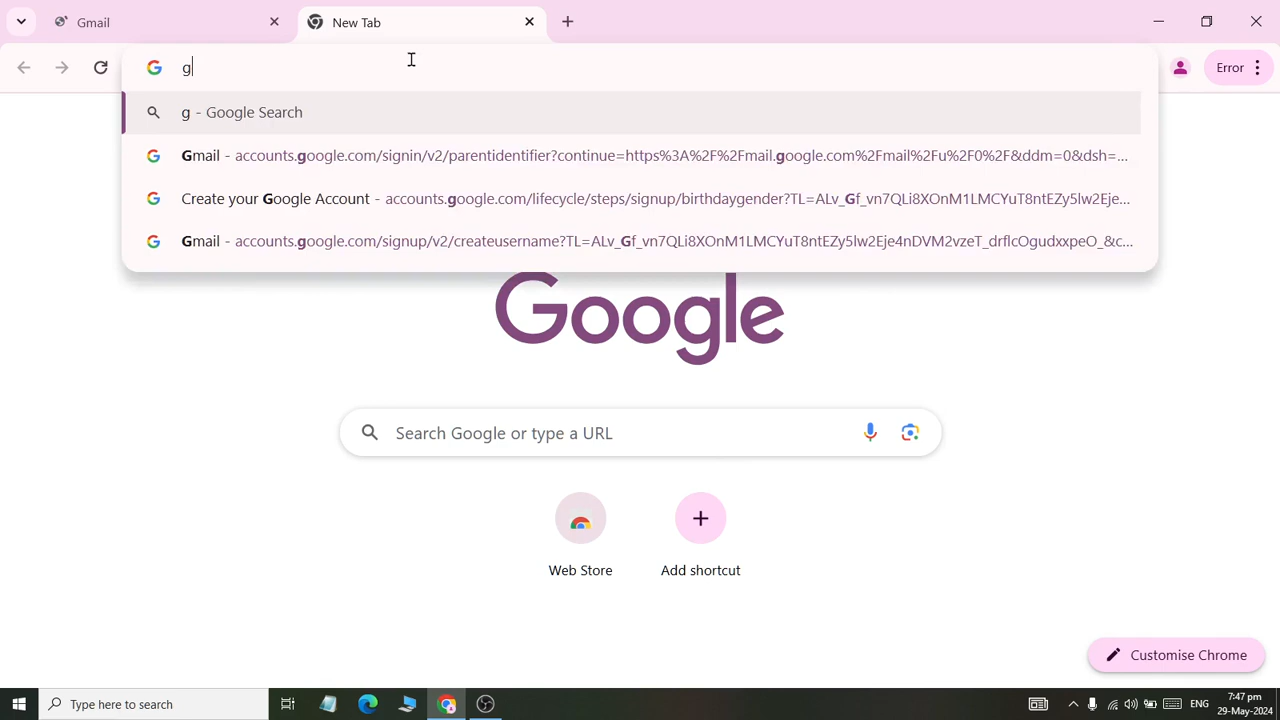 Gmail
New Tab
g
Error
g - Google Search
Gmail - accounts.google.com/signin/v2/parentidentifier?continue=https%3A%2F%2Fmail.google.com%2Fmail%2Fu%2F0%2F&ddm=0&dsh=...
Create your Google Account - accounts.google.com/lifecycle/steps/signup/birthdaygender?TL=ALv_Gf_vn7QLi8XOnM1LMCYuT8ntEZy5lw2Eje...
Gmail - accounts.google.com/signup/v2/createusername?TL=ALv_Gf_vn7QLi8XOnM1LMCYuT8ntEZy5lw2Eje4nDVM2vzeT_drflcOgudxxpeO_&c...
Google
Search Google or type a URL
Web Store
Add shortcut
Customise Chrome
Type here to search
ENG
7:47 pm
29-May-2024